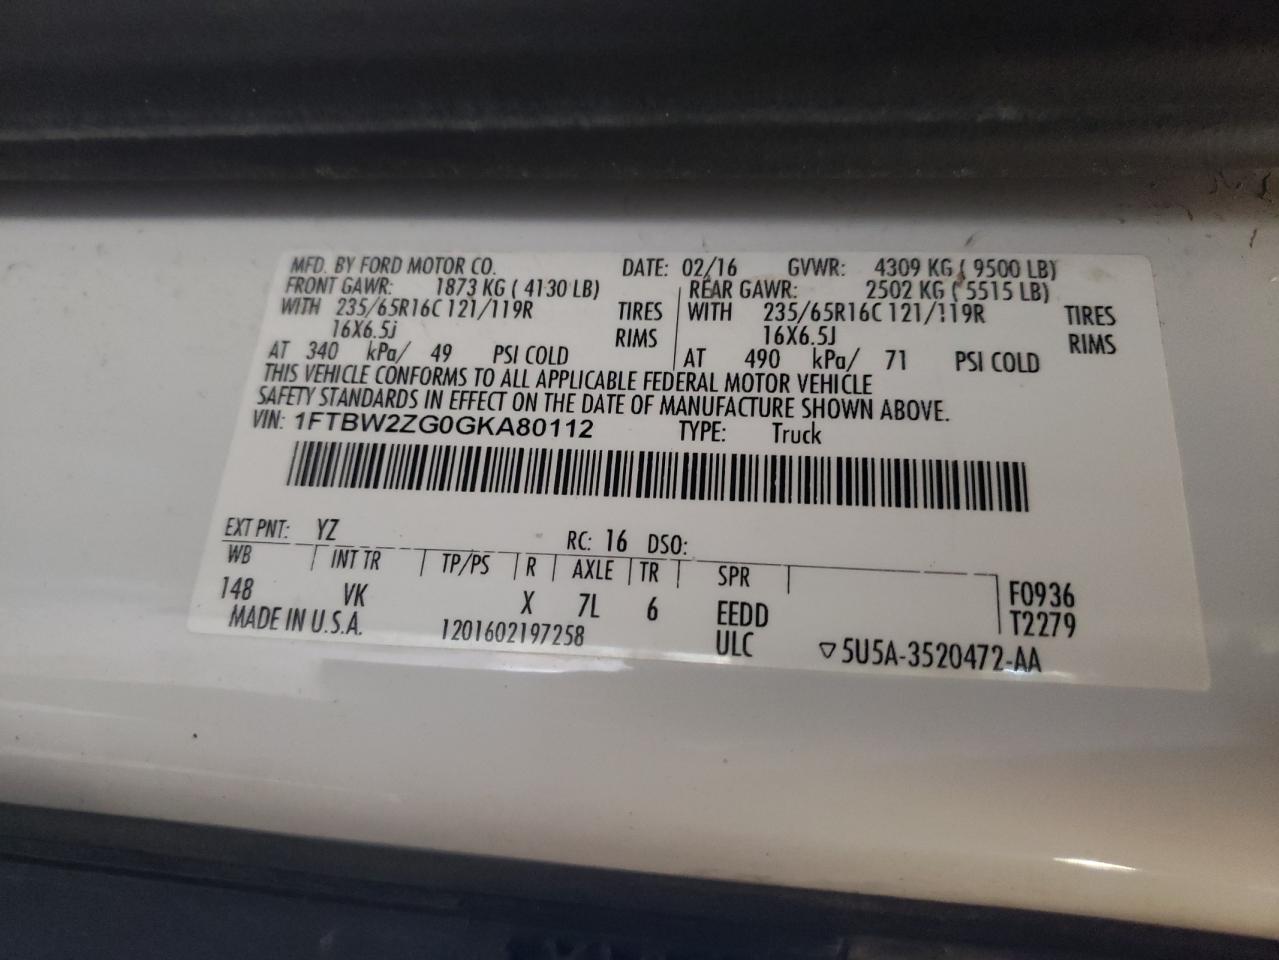 MFD. BY FORD MOTOR CO. DATE: 02/16 GVWR: 4309 KG ( 9500 LB)
FRONT GAWR: 1873 KG ( 4130 LB) REAR GAWR: 2502 KG ( 5515 LB)
WITH 235/65R16C 121/119R TIRES WITH 235/65R16C 121/119R TIRES
16X6.5J RIMS 16X6.5J RIMS
AT 340 kPa/ 49 PSI COLD AT 490 kPa/ 71 PSI COLD
THIS VEHICLE CONFORMS TO ALL APPLICABLE FEDERAL MOTOR VEHICLE
SAFETY STANDARDS IN EFFECT ON THE DATE OF MANUFACTURE SHOWN ABOVE.
VIN: 1FTBW2ZG0GKA80112 TYPE: Truck
EXT PNT: YZ RC: 16 DSO:
WB INT TR TP/PS R AXLE TR SPR
148 VK X 7L 6 EEDD F0936
MADE IN U.S.A. 1201602197258 ULC T2279
▽5U5A-3520472-AA